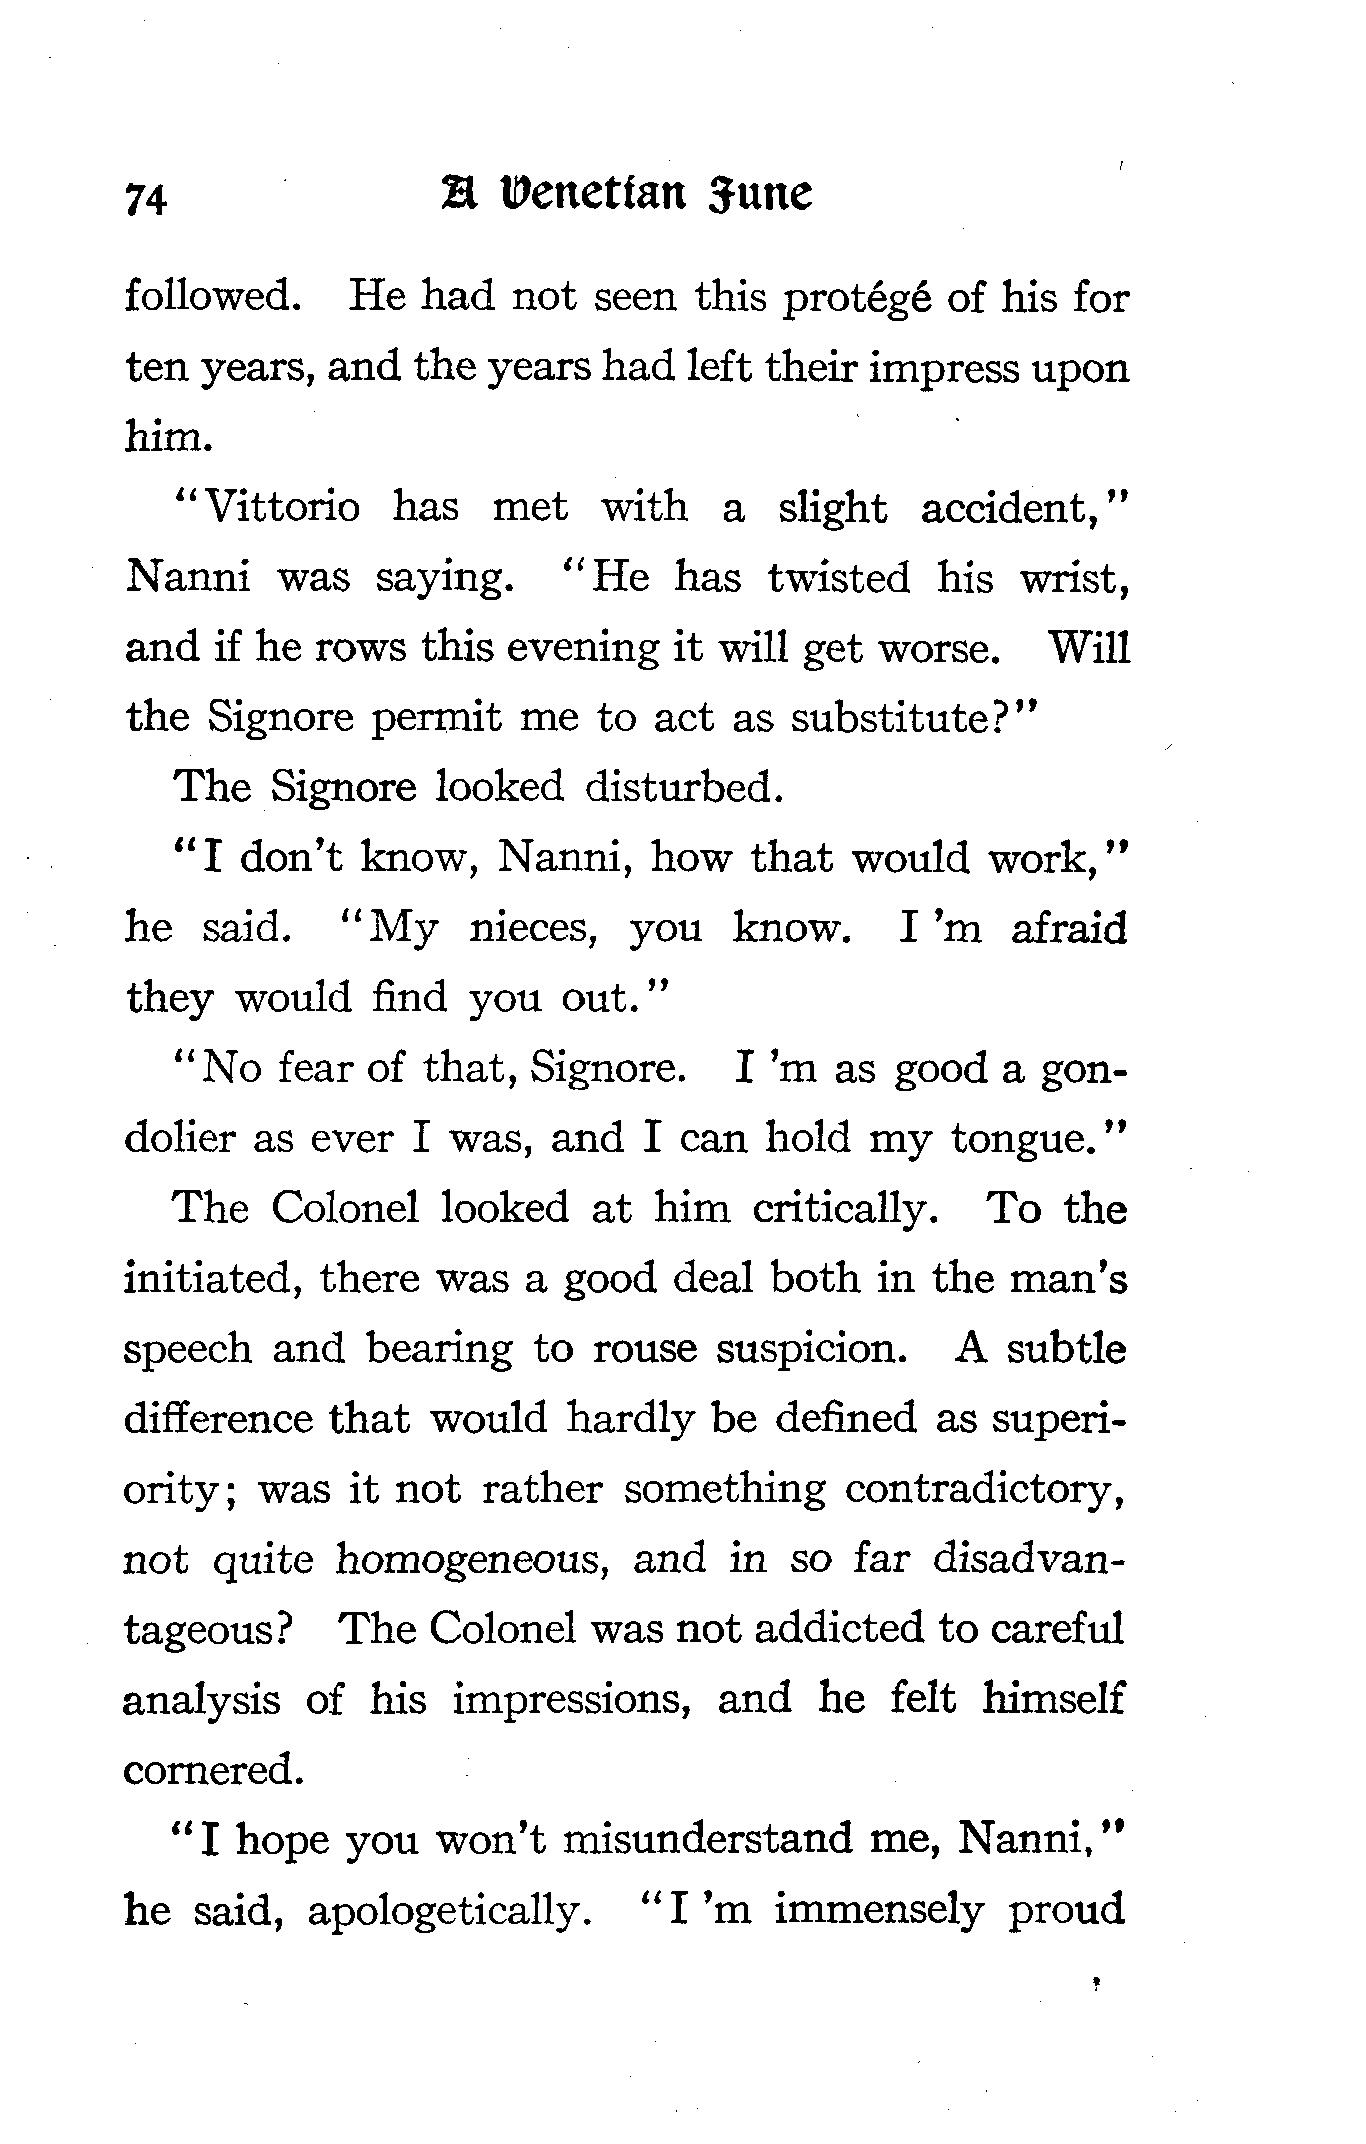 74 A Venetian June
followed. He had not seen this protégé of his for
ten years, and the years had left their impress upon
him.
"Vittorio has met with a slight accident,"
Nanni was saying. "He has twisted his wrist,
and if he rows this evening it will get worse. Will
the Signore permit me to act as substitute?"
The Signore looked disturbed.
"I don't know, Nanni, how that would work,"
he said. "My nieces, you know. I 'm afraid
they would find you out."
"No fear of that, Signore. I 'm as good a gon-
dolier as ever I was, and I can hold my tongue."
The Colonel looked at him critically. To the
initiated, there was a good deal both in the man's
speech and bearing to rouse suspicion. A subtle
difference that would hardly be defined as superi-
ority; was it not rather something contradictory,
not quite homogeneous, and in so far disadvan-
tageous? The Colonel was not addicted to careful
analysis of his impressions, and he felt himself
cornered.
"I hope you won't misunderstand me, Nanni,"
he said, apologetically. "I 'm immensely proud